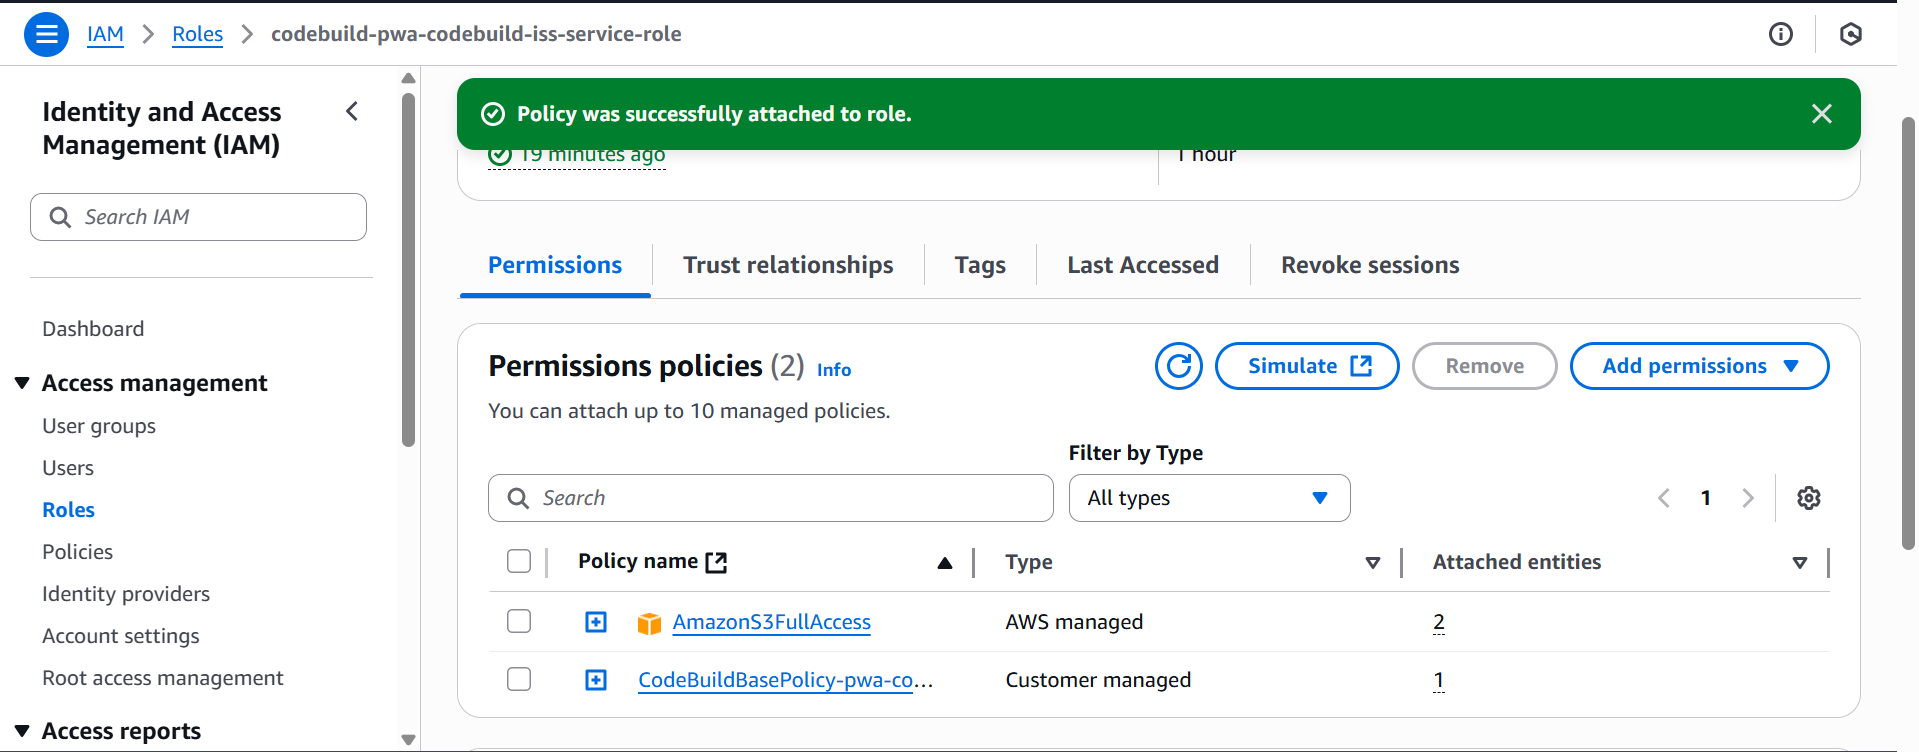 IAM
Roles
codebuild-pwa-codebuild-iss-service-role
Identity and Access
Management (IAM)
Search IAM
Dashboard
Access management
User groups
Users
Roles
Policies
Identity providers
Account settings
Root access management
Access reports
Policy was successfully attached to role.
19 minutes ago
1 hour
Permissions
Trust relationships
Tags
Last Accessed
Revoke sessions
Permissions policies (2) Info
Simulate
Remove
Add permissions
You can attach up to 10 managed policies.
Filter by Type
Search
All types
1
Policy name
Type
Attached entities
AmazonS3FullAccess
AWS managed
2
CodeBuildBasePolicy-pwa-co...
Customer managed
1